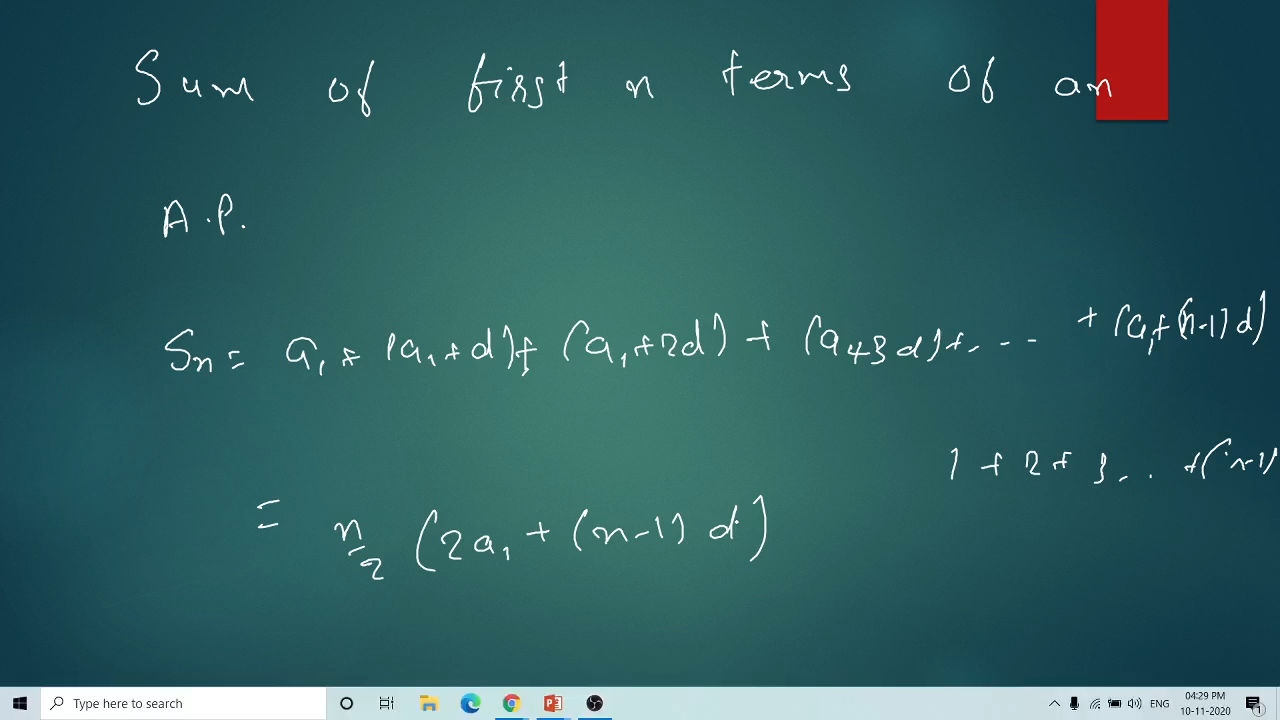 Sum of first n terms of an
A.P.
Sn = a1 + (a1 + d) + (a1 + 2d) + (a + 3d) + ... + (a1 + (n-1) d)
1 + 2 + 3 ... + (n-1)
= n/2 (2a1 + (n-1) d)
Type here to search
ENG
04:29 PM
10-11-2020
1